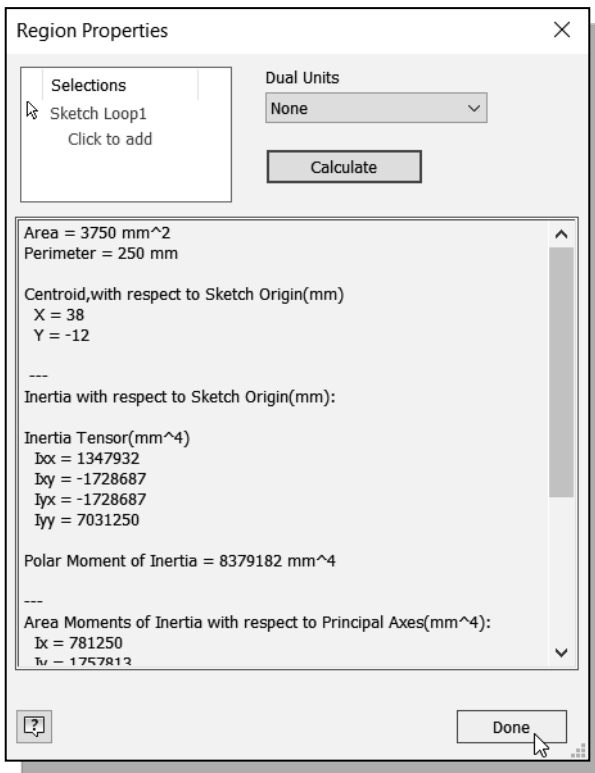 Region Properties
Selections
Sketch Loop1
Click to add
Dual Units
None
Calculate
Area = 3750 mm^2
Perimeter = 250 mm
Centroid,with respect to Sketch Origin(mm)
X = 38
Y = -12
---
Inertia with respect to Sketch Origin(mm):
Inertia Tensor(mm^4)
Ixx = 1347932
Ixy = -1728687
Iyx = -1728687
Iyy = 7031250
Polar Moment of Inertia = 8379182 mm^4
---
Area Moments of Inertia with respect to Principal Axes(mm^4):
Ix = 781250
Iy = 1757813
?
Done